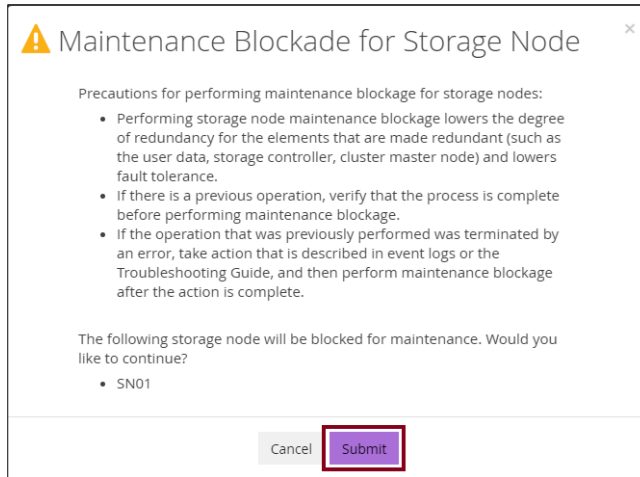 Maintenance Blockade for Storage Node
Precautions for performing maintenance blockage for storage nodes:
• Performing storage node maintenance blockage lowers the degree
of redundancy for the elements that are made redundant (such as
the user data, storage controller, cluster master node) and lowers
fault tolerance.
• If there is a previous operation, verify that the process is complete
before performing maintenance blockage.
• If the operation that was previously performed was terminated by
an error, take action that is described in event logs or the
Troubleshooting Guide, and then perform maintenance blockage
after the action is complete.
The following storage node will be blocked for maintenance. Would you
like to continue?
• SN01
Cancel Submit